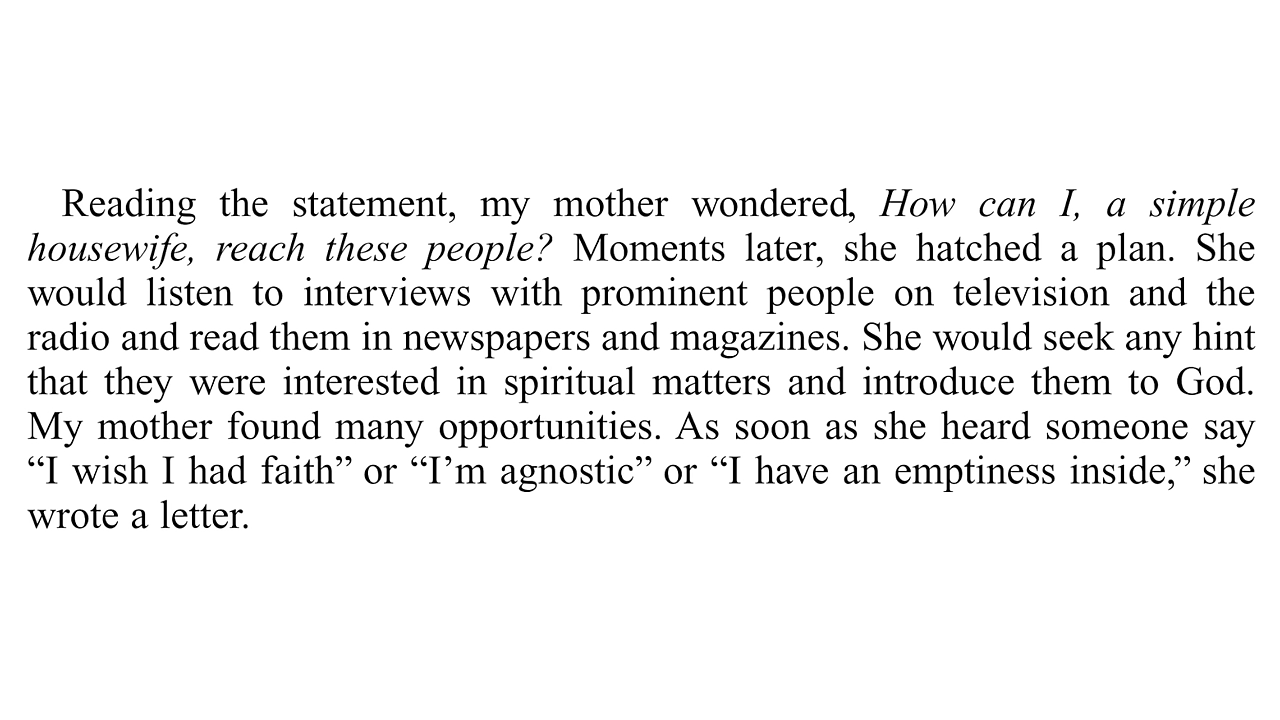 Reading the statement, my mother wondered, How can I, a simple
housewife, reach these people? Moments later, she hatched a plan. She
would listen to interviews with prominent people on television and the
radio and read them in newspapers and magazines. She would seek any hint
that they were interested in spiritual matters and introduce them to God.
My mother found many opportunities. As soon as she heard someone say
“I wish I had faith” or “I’m agnostic” or “I have an emptiness inside,” she
wrote a letter.